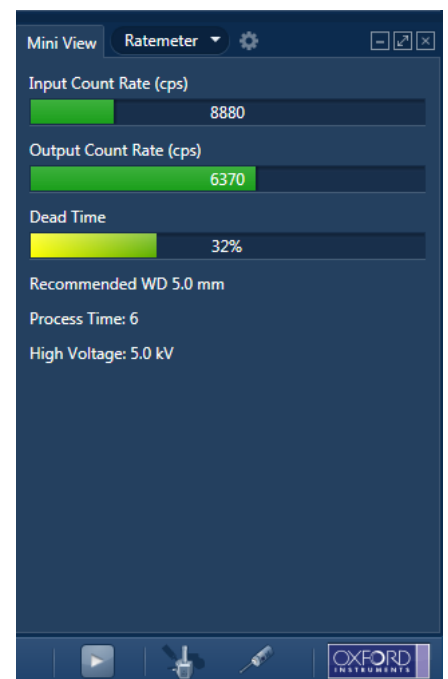 Mini View Ratemeter
Input Count Rate (cps)
8880
Output Count Rate (cps)
6370
Dead Time
32%
Recommended WD 5.0 mm
Process Time: 6
High Voltage: 5.0 kV
OXFORD
INSTRUMENTS